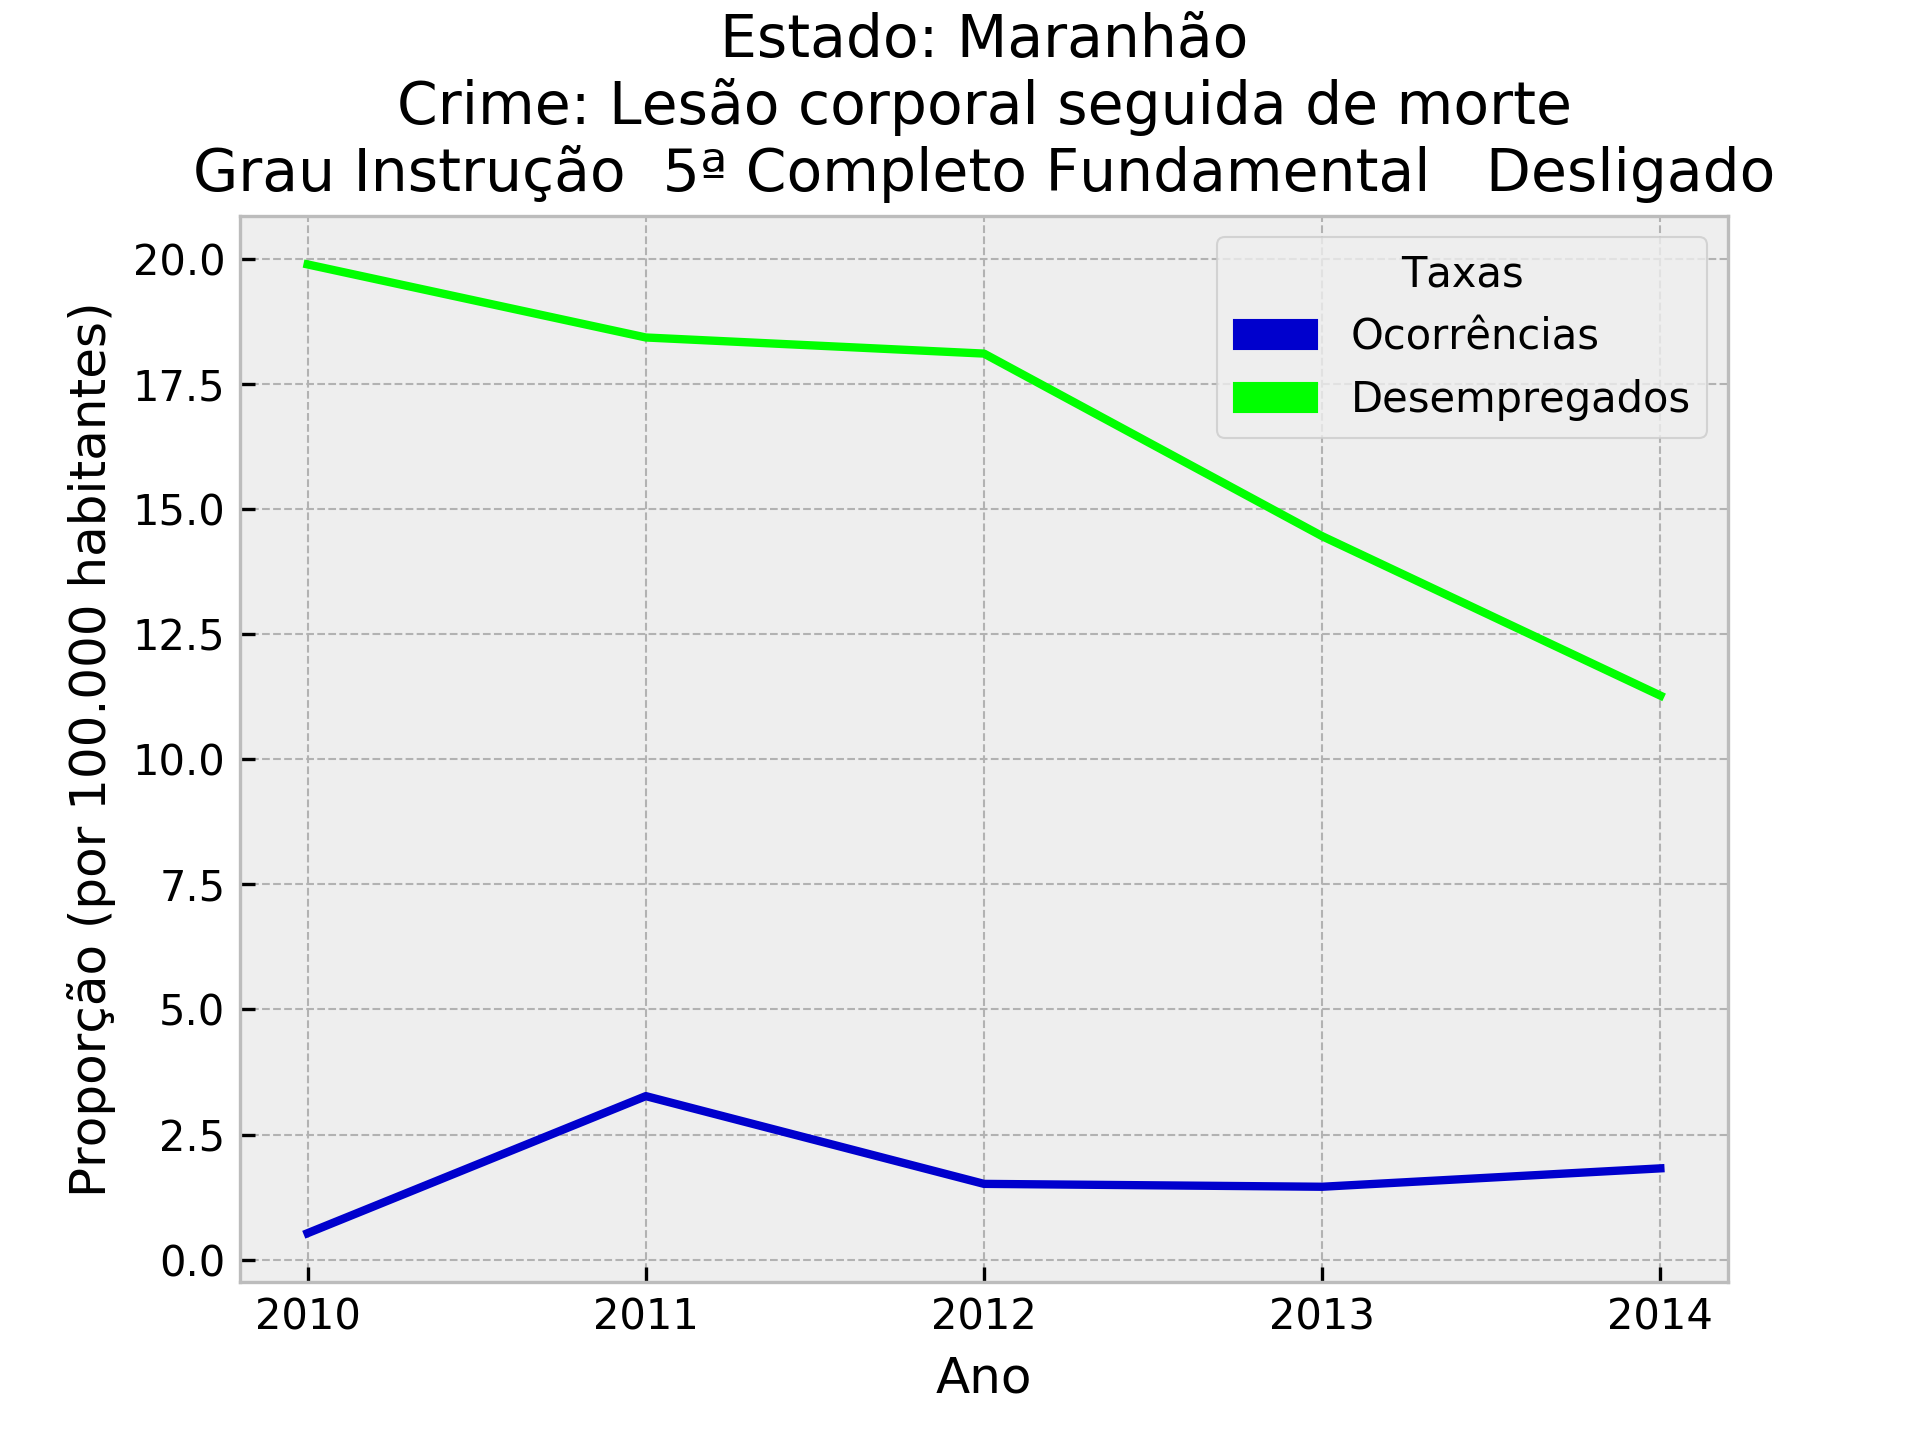 Estado: Maranhão
Crime: Lesão corporal seguida de morte
Grau Instrução  5ª Completo Fundamental   Desligado
Taxas
Ocorrências
Desempregados
Proporção (por 100.000 habitantes)
20.0
17.5
15.0
12.5
10.0
7.5
5.0
2.5
0.0
2010 2011 2012 2013 2014
Ano